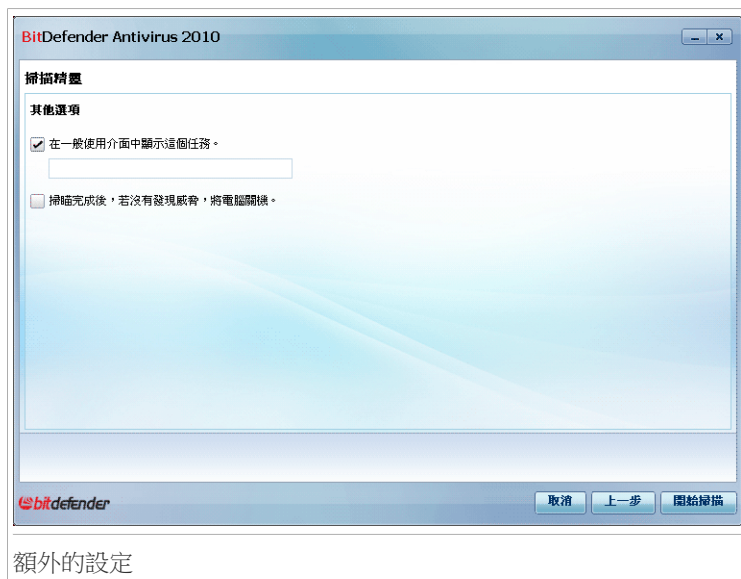 BitDefender Antivirus 2010
掃描精靈
其他選項
在一般使用介面中顯示這個任務。
掃瞄完成後，若沒有發現威脅，將電腦關機。
bitdefender
取消 上一步 開始掃描
額外的設定